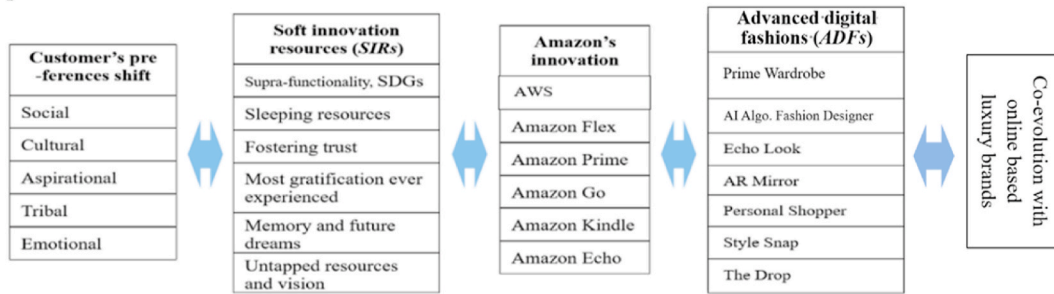 Customer's pre
-ferences shift
Social
Cultural
Aspirational
Tribal
Emotional
Soft innovation
resources (SIRs)
Supra-functionality, SDGs
Sleeping resources
Fostering trust
Most gratification ever
experienced
Memory and future
dreams
Untapped resources
and vision
Amazon's
innovation
AWS
Amazon Flex
Amazon Prime
Amazon Go
Amazon Kindle
Amazon Echo
Advanced digital
fashions (ADFs)
Prime Wardrobe
AI Algo. Fashion Designer
Echo Look
AR Mirror
Personal Shopper
Style Snap
The Drop
Co-evolution with
online based
luxury brands